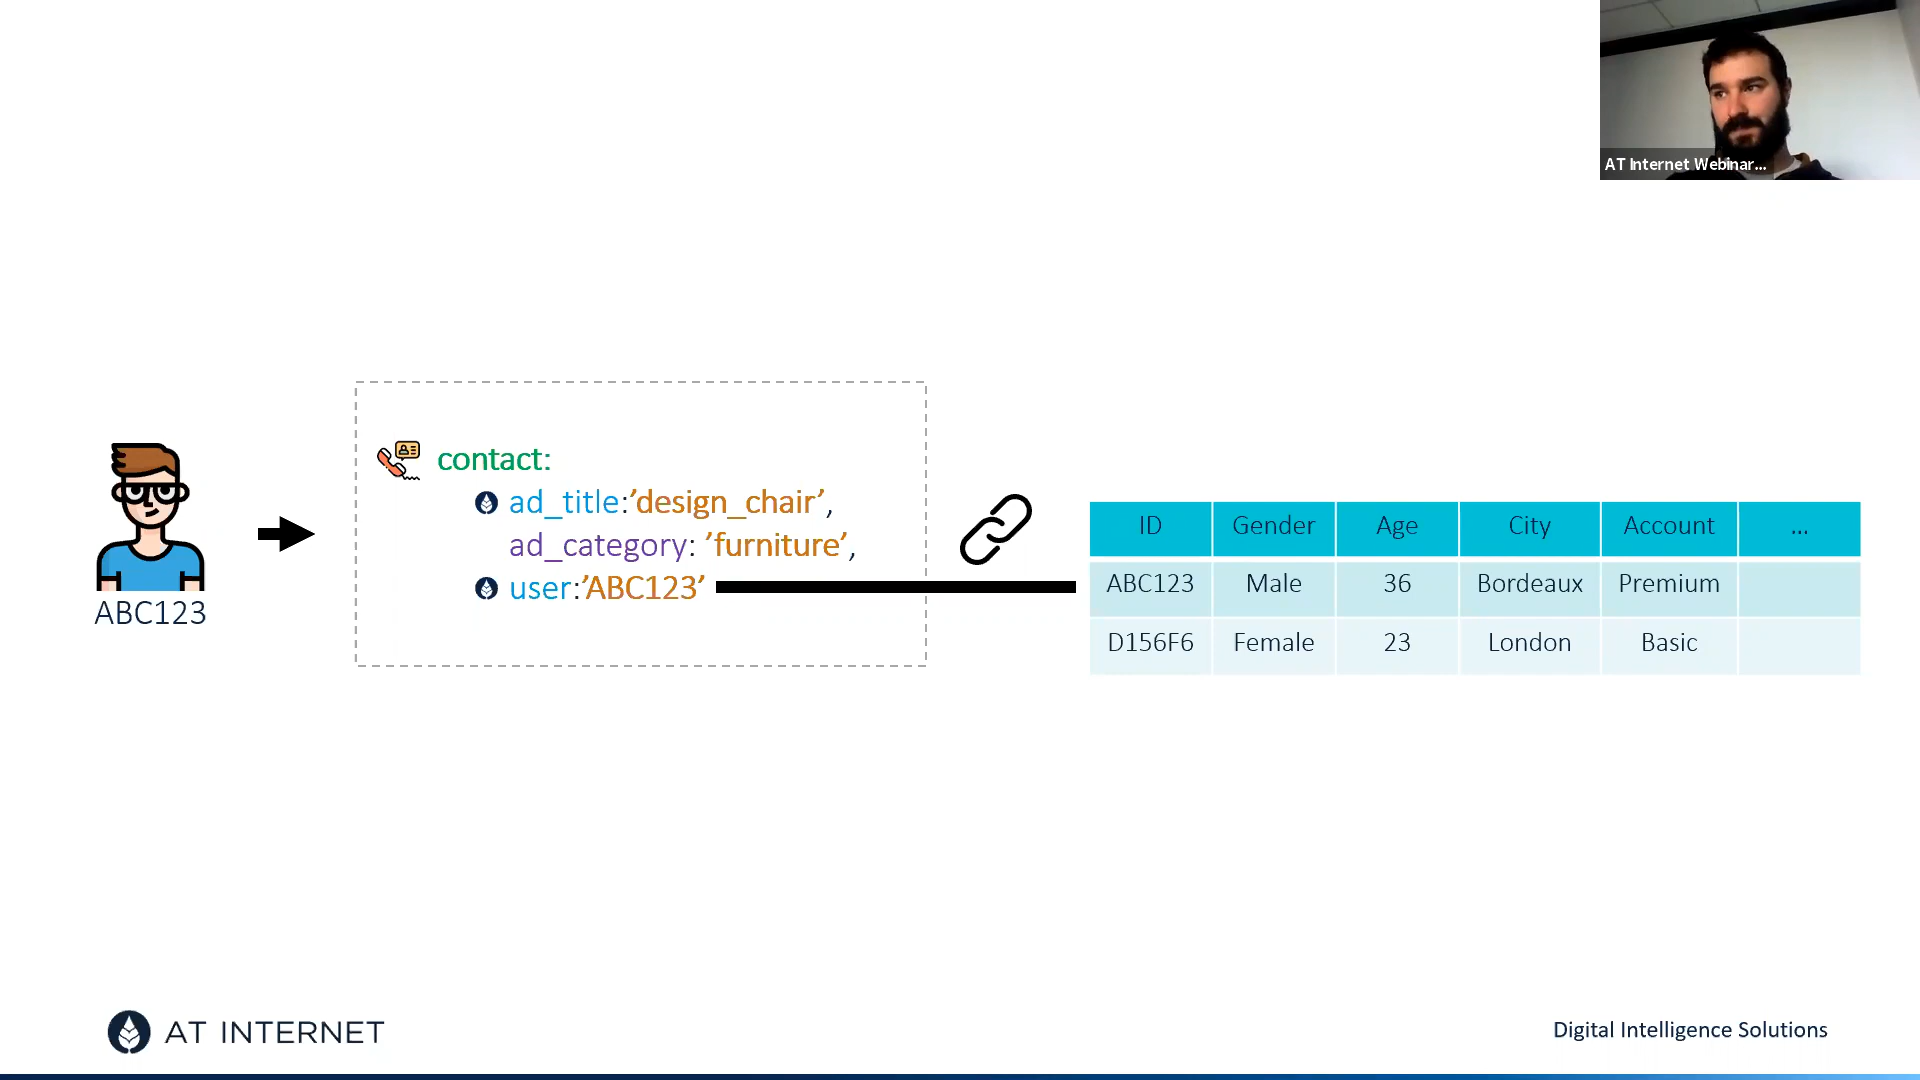 AT Internet Webinar...
contact:
ad_title:’design_chair’,
ad_category: ’furniture’,
user:’ABC123’
ABC123
ID Gender Age City Account ...
ABC123 Male 36 Bordeaux Premium
D156F6 Female 23 London Basic
AT INTERNET
Digital Intelligence Solutions